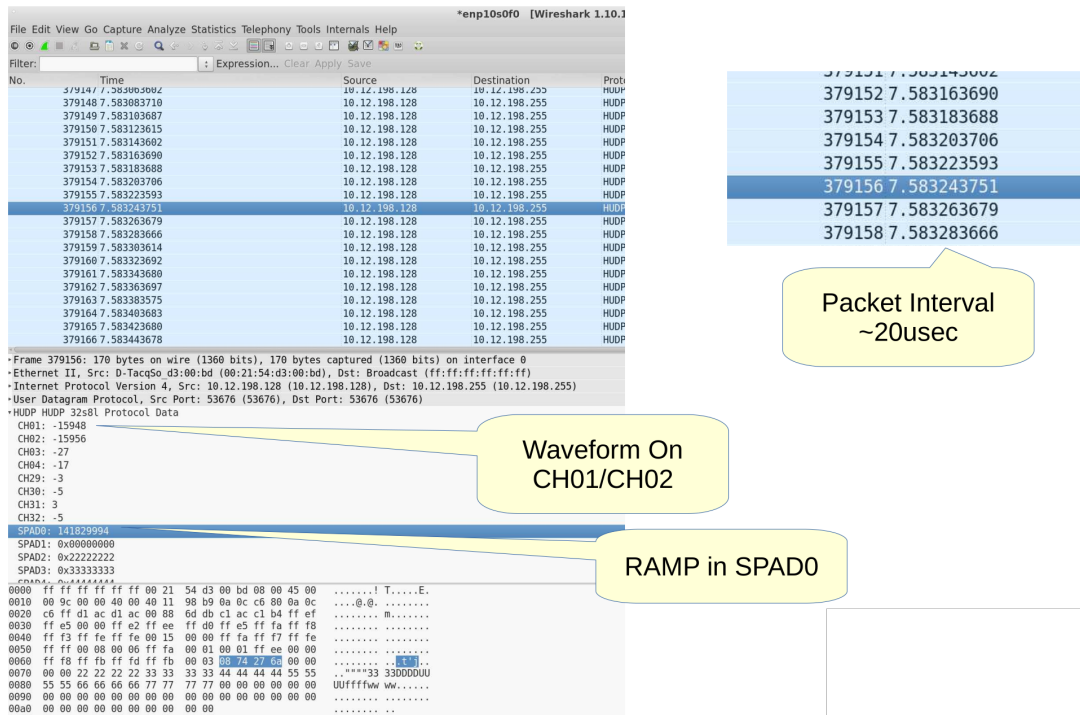 *enp10s0f0 [Wireshark 1.10.1
File Edit View Go Capture Analyze Statistics Telephony Tools Internals Help
Filter: Expression... Clear Apply Save
No. Time Source Destination Proto
379147 7.583063602 10.12.198.128 10.12.198.255 HUDP
379148 7.583083710 10.12.198.128 10.12.198.255 HUDP
379149 7.583103687 10.12.198.128 10.12.198.255 HUDP
379150 7.583123615 10.12.198.128 10.12.198.255 HUDP
379151 7.583143602 10.12.198.128 10.12.198.255 HUDP
379152 7.583163690 10.12.198.128 10.12.198.255 HUDP
379153 7.583183688 10.12.198.128 10.12.198.255 HUDP
379154 7.583203706 10.12.198.128 10.12.198.255 HUDP
379155 7.583223593 10.12.198.128 10.12.198.255 HUDP
379156 7.583243751 10.12.198.128 10.12.198.255 HUDP
379157 7.583263679 10.12.198.128 10.12.198.255 HUDP
379158 7.583283666 10.12.198.128 10.12.198.255 HUDP
379159 7.583303614 10.12.198.128 10.12.198.255 HUDP
379160 7.583323692 10.12.198.128 10.12.198.255 HUDP
379161 7.583343680 10.12.198.128 10.12.198.255 HUDP
379162 7.583363697 10.12.198.128 10.12.198.255 HUDP
379163 7.583383575 10.12.198.128 10.12.198.255 HUDP
379164 7.583403683 10.12.198.128 10.12.198.255 HUDP
379165 7.583423680 10.12.198.128 10.12.198.255 HUDP
379166 7.583443678 10.12.198.128 10.12.198.255 HUDP
Frame 379156: 170 bytes on wire (1360 bits), 170 bytes captured (1360 bits) on interface 0
Ethernet II, Src: D-TacqSo_d3:00:bd (00:21:54:d3:00:bd), Dst: Broadcast (ff:ff:ff:ff:ff:ff)
Internet Protocol Version 4, Src: 10.12.198.128 (10.12.198.128), Dst: 10.12.198.255 (10.12.198.255)
User Datagram Protocol, Src Port: 53676 (53676), Dst Port: 53676 (53676)
HUDP HUDP 32s8l Protocol Data
CH01: -15948
CH02: -15956
CH03: -27
CH04: -17
CH29: -3
CH30: -5
CH31: 3
CH32: -5
SPAD0: 141829994
SPAD1: 0x00000000
SPAD2: 0x22222222
SPAD3: 0x33333333
SPAD4: 0x44444444
0000 ff ff ff ff ff ff 00 21 54 d3 00 bd 08 00 45 00 .......! T.....E.
0010 00 9c 00 00 40 00 40 11 98 b9 0a 0c c6 80 0a 0c ....@.@. ........
0020 c6 ff d1 ac d1 ac 00 88 6d db c1 ac c1 b4 ff ef ........ m.......
0030 ff e5 00 00 ff e2 ff ee ff d0 ff e5 ff fa ff f8 ........ ........
0040 ff f3 ff fe ff fe 00 15 00 00 ff fa ff f7 ff fe ........ ........
0050 ff ff 00 08 00 06 ff fa 00 01 00 01 ff ee 00 00 ........ ........
0060 ff f8 ff fb ff fd ff fb 00 03 08 74 27 6a 00 00 ........ ...t'j..
0070 00 00 22 22 22 22 33 33 33 33 44 44 44 44 55 55 ..""""33 33DDDDUU
0080 55 55 66 66 66 66 77 77 77 77 00 00 00 00 00 00 UUffffww ww......
0090 00 00 00 00 00 00 00 00 00 00 00 00 00 00 00 00 ........ ........
00a0 00 00 00 00 00 00 00 00 00 00 ........ ..
379151 7.583143602
379152 7.583163690
379153 7.583183688
379154 7.583203706
379155 7.583223593
379156 7.583243751
379157 7.583263679
379158 7.583283666
Packet Interval
~20usec
Waveform On
CH01/CH02
RAMP in SPAD0